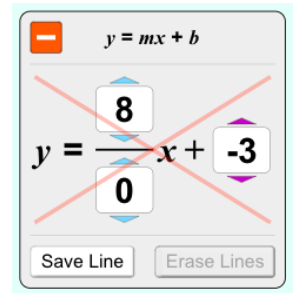 y = mx + b
8
y = x + -3
0
Save Line
Erase Lines